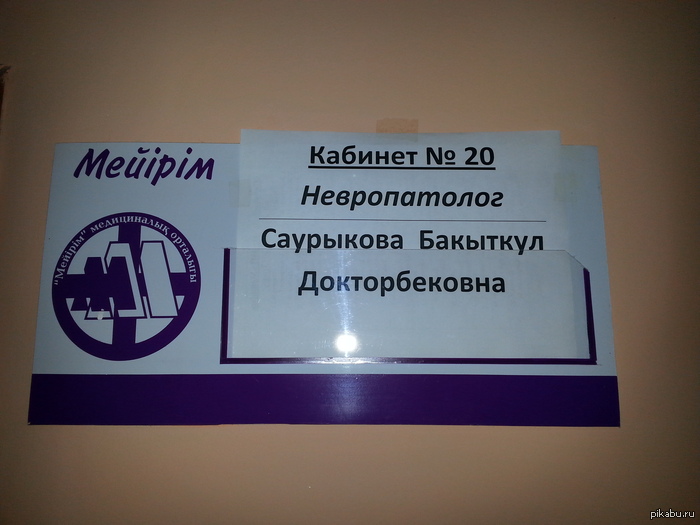 Мейірім
"Мейірім" медициналық орталығы
Кабинет № 20
Невропатолог
Саурыкова Бакыткул
Докторбековна
pikabu.ru